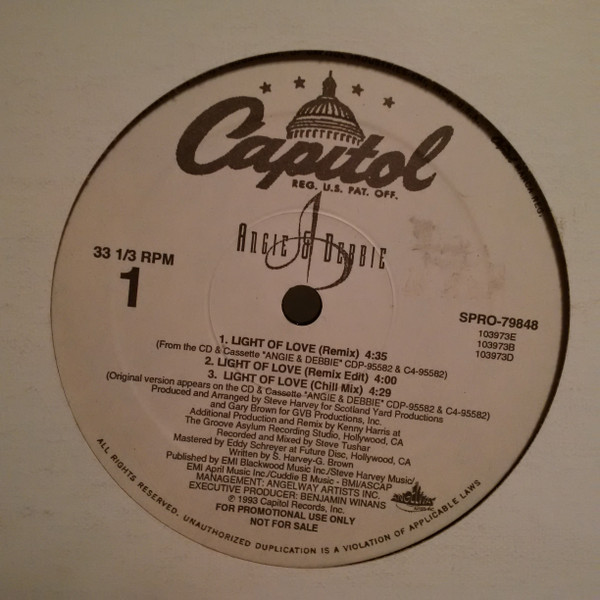 Capitol
REG. U.S. PAT. OFF.
ANGIE & DEBBIE
33 1/3 RPM
1
SPRO-79848
103973E
103973B
103973D
1. LIGHT OF LOVE (Remix) 4:35
(From the CD & Cassette "ANGIE & DEBBIE" CDP-95582 & C4-95582)
2. LIGHT OF LOVE (Remix Edit) 4:00
3. LIGHT OF LOVE (Chill Mix) 4:29
(Original version appears on the CD & Cassette "ANGIE & DEBBIE" CDP-95582 & C4-95582)
Produced and Arranged by Steve Harvey for Scotland Yard Productions
and Gary Brown for GVB Productions, Inc.
Additional Production and Remix by Kenny Harris at
The Groove Asylum Recording Studio, Hollywood, CA
Recorded and Mixed by Steve Tushar
Mastered by Eddy Schreyer at Future Disc, Hollywood, CA
Written by S. Harvey-G. Brown
Published by EMI Blackwood Music Inc./Steve Harvey Music/
EMI April Music Inc./Cuddie B Music - BMI/ASCAP
MANAGEMENT: ANGELWAY ARTISTS INC.
EXECUTIVE PRODUCER: BENJAMIN WINANS
℗ 1993 Capitol Records, Inc.
FOR PROMOTIONAL USE ONLY
NOT FOR SALE
ALL RIGHTS RESERVED. UNAUTHORIZED DUPLICATION IS A VIOLATION OF APPLICABLE LAWS